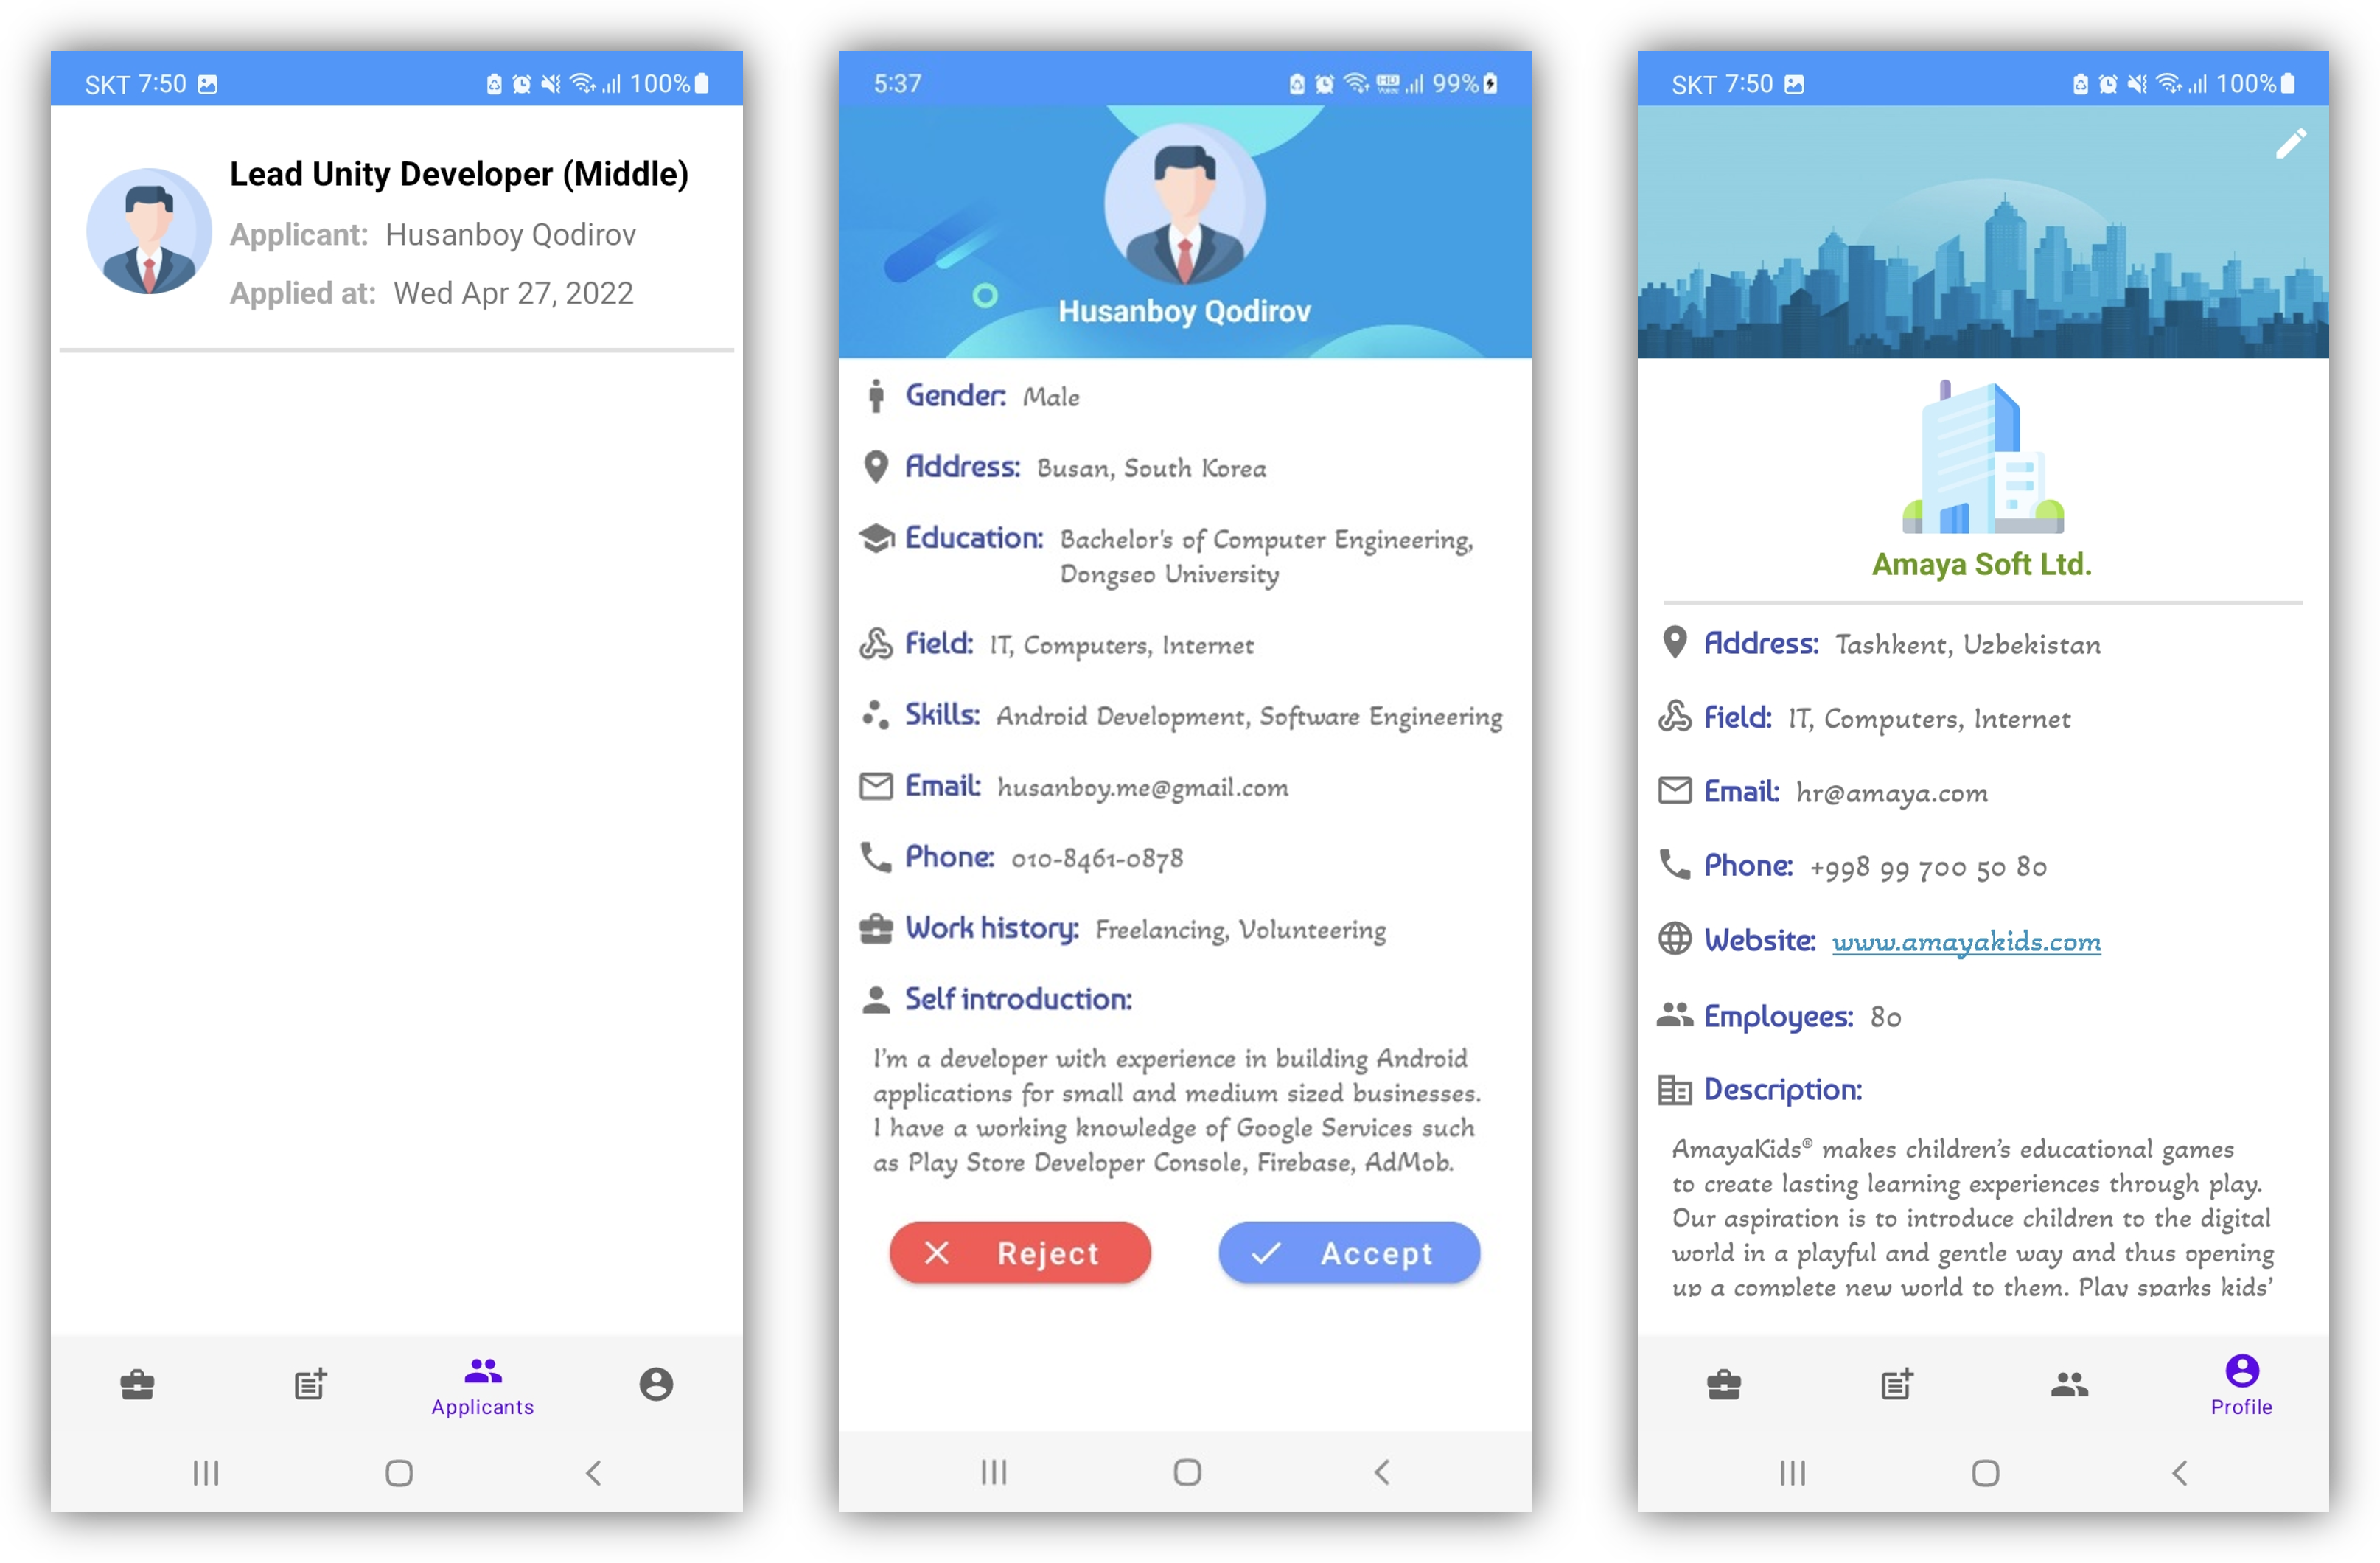 SKT 7:50 100%
Lead Unity Developer (Middle)
Applicant: Husanboy Qodirov
Applied at: Wed Apr 27, 2022
Applicants
5:37 99%
Husanboy Qodirov
Gender: Male
Address: Busan, South Korea
Education: Bachelor's of Computer Engineering,
Dongseo University
Field: IT, Computers, Internet
Skills: Android Development, Software Engineering
Email: husanboy.me@gmail.com
Phone: 010-8461-0878
Work history: Freelancing, Volunteering
Self introduction:
I'm a developer with experience in building Android
applications for small and medium sized businesses.
I have a working knowledge of Google Services such
as Play Store Developer Console, Firebase, AdMob.
Reject
Accept
SKT 7:50 100%
Amaya Soft Ltd.
Address: Tashkent, Uzbekistan
Field: IT, Computers, Internet
Email: hr@amaya.com
Phone: +998 99 700 50 80
Website: www.amayakids.com
Employees: 80
Description:
AmayaKids® makes children's educational games
to create lasting learning experiences through play.
Our aspiration is to introduce children to the digital
world in a playful and gentle way and thus opening
up a complete new world to them. Play sparks kids'
Profile